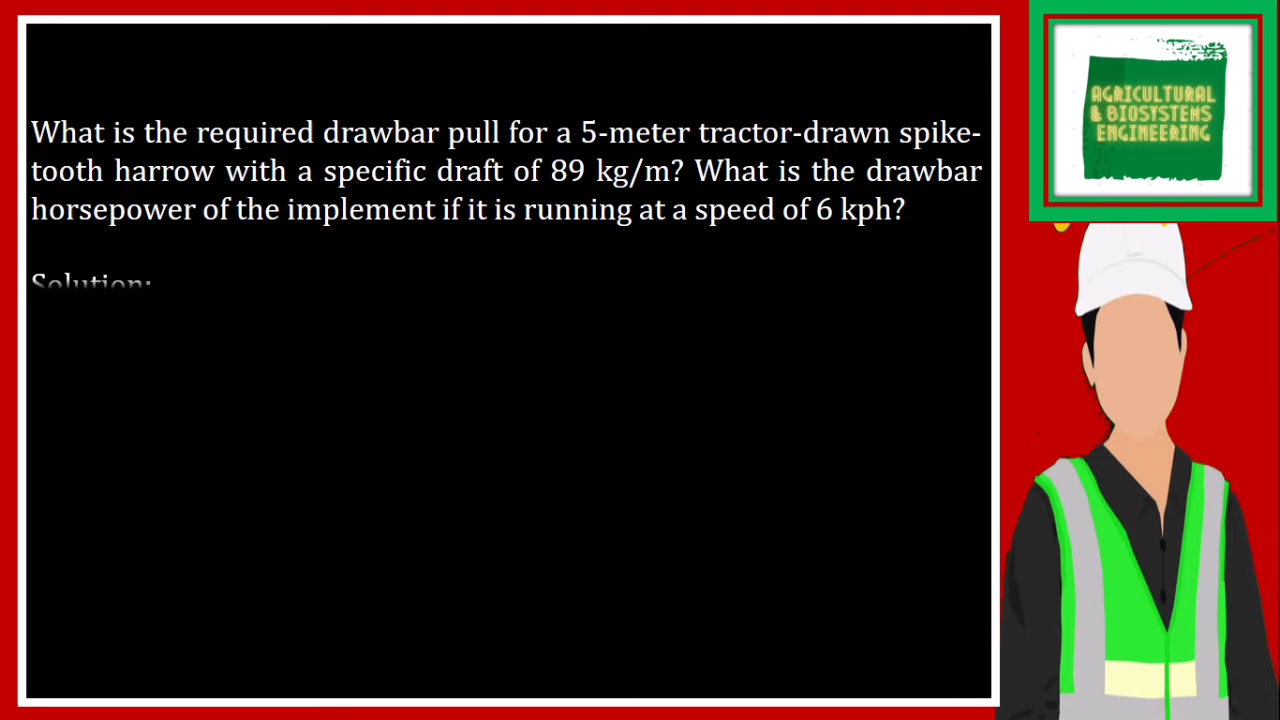 What is the required drawbar pull for a 5-meter tractor-drawn spike-
tooth harrow with a specific draft of 89 kg/m? What is the drawbar
horsepower of the implement if it is running at a speed of 6 kph?
Solution:
AGRICULTURAL
& BIOSYSTEMS
ENGINEERING